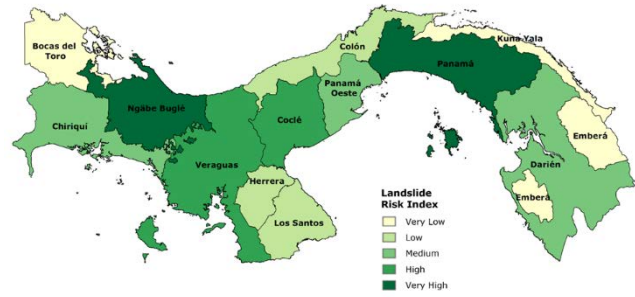 Bocas del
Toro
Ngäbe Buglé
Chiriquí
Veraguas
Colón
Coclé
Panamá
Oeste
Herrera
Los Santos
Panamá
Kuna Yala
Emberá
Darién
Emberá
Landslide
Risk Index
Very Low
Low
Medium
High
Very High